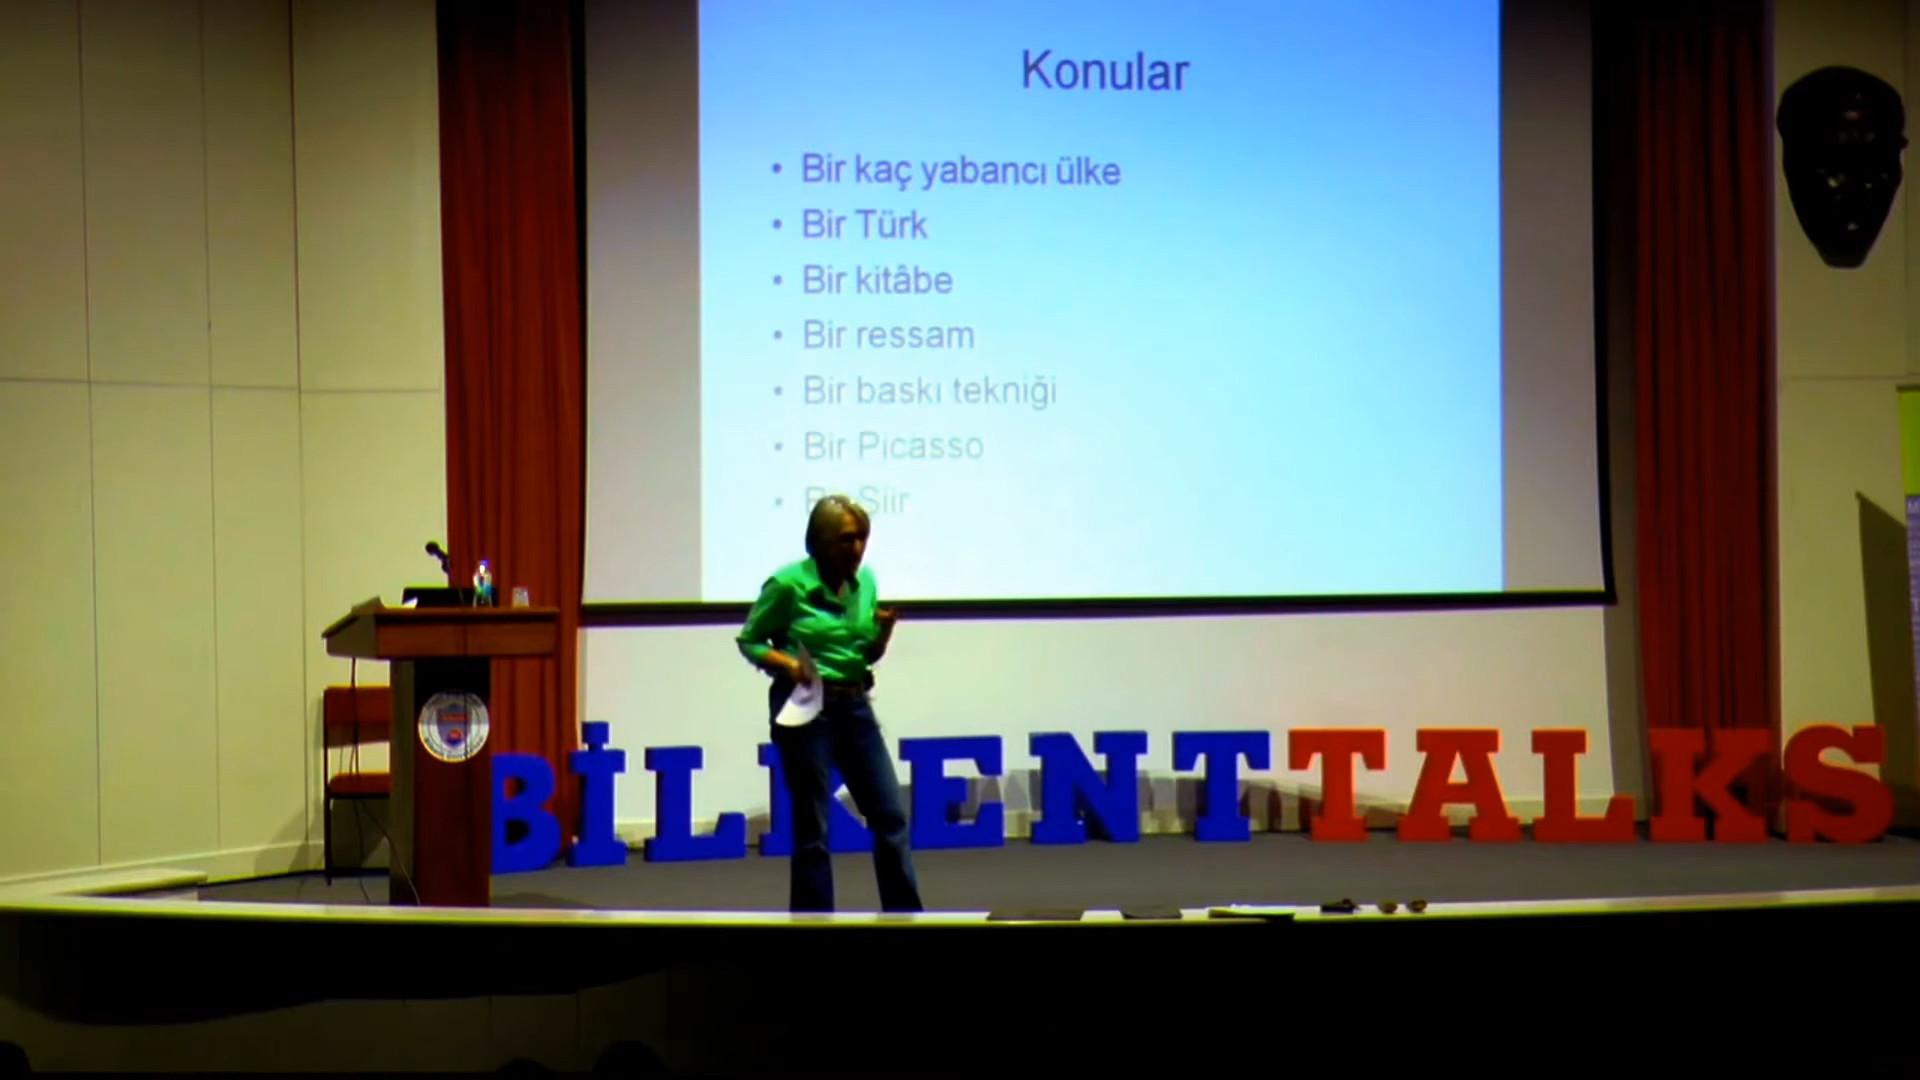 Konular
• Bir kaç yabancı ülke
• Bir Türk
• Bir kitâbe
• Bir ressam
• Bir baskı tekniği
• Bir Picasso
• Şiir
BİLKENT TALKS